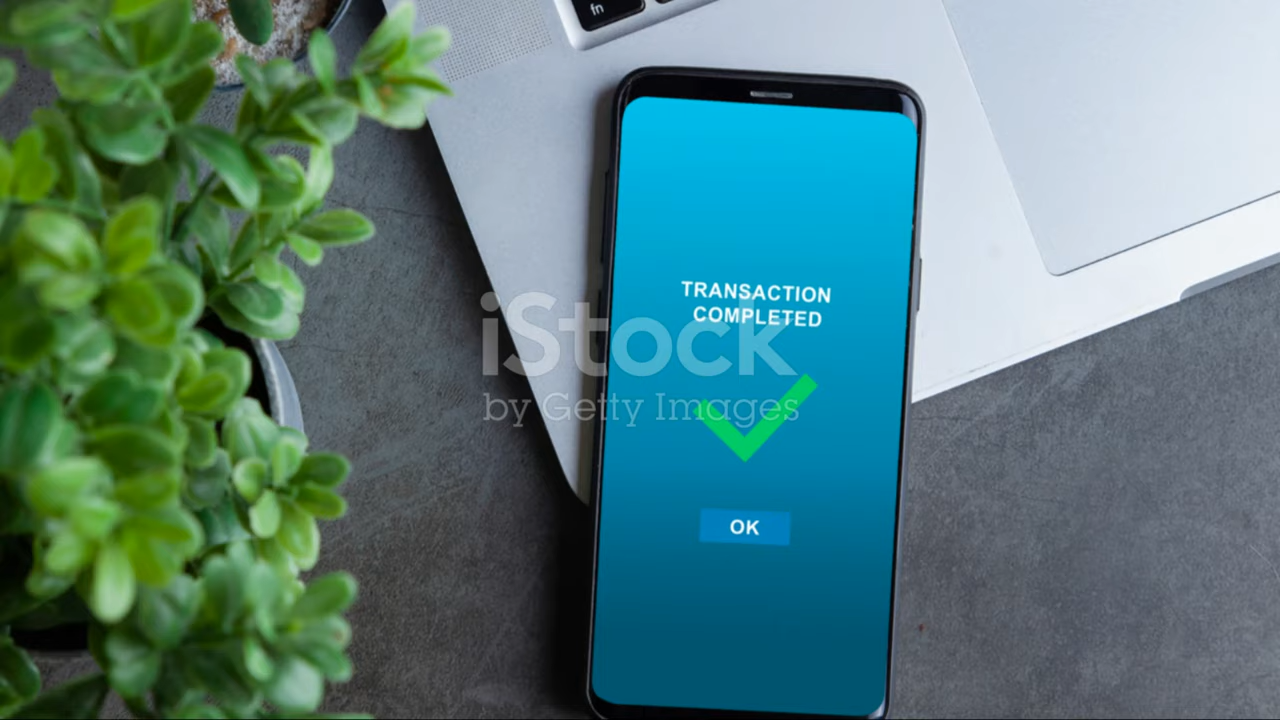 fn
TRANSACTION
COMPLETED
iStock
by Getty Images
OK